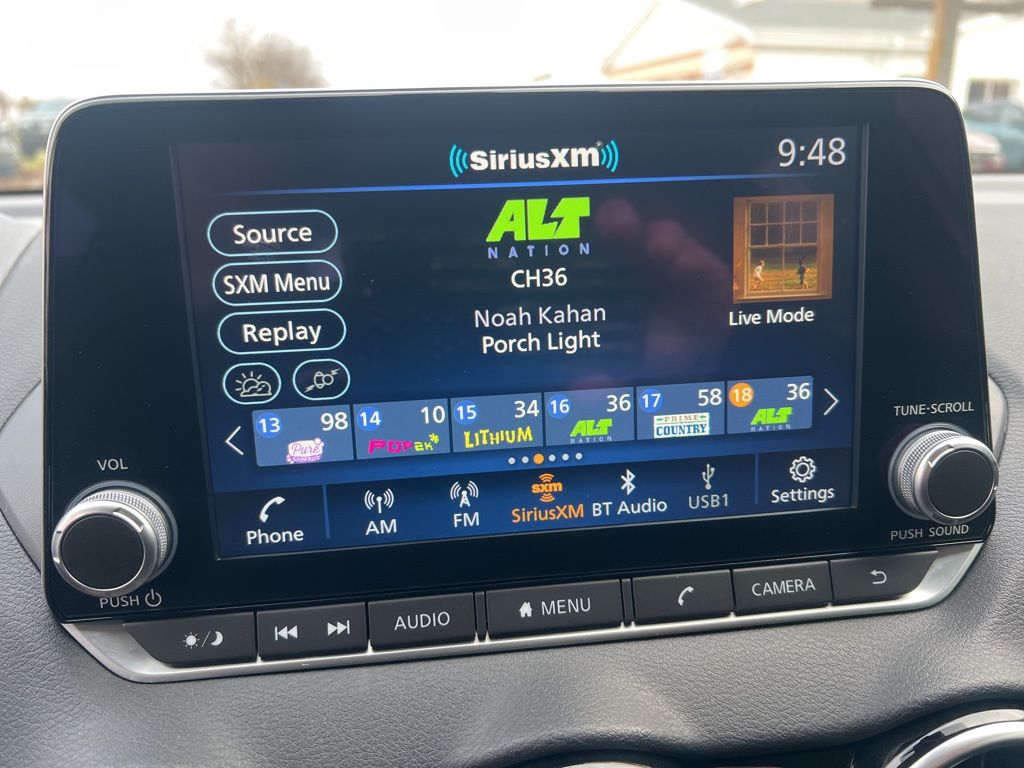 SiriusXM
9:48
Source
SXM Menu
Replay
ALT
NATION
CH36
Noah Kahan
Porch Light
Live Mode
13 98
Pure
14 10
POP2K
15 34
LITHIUM
16 36
ALT
NATION
17 58
PRIME
COUNTRY
18 36
ALT
NATION
Phone
AM
FM
sxm
SiriusXM
BT Audio
USB1
Settings
VOL
PUSH
TUNE·SCROLL
PUSH SOUND
AUDIO
MENU
CAMERA